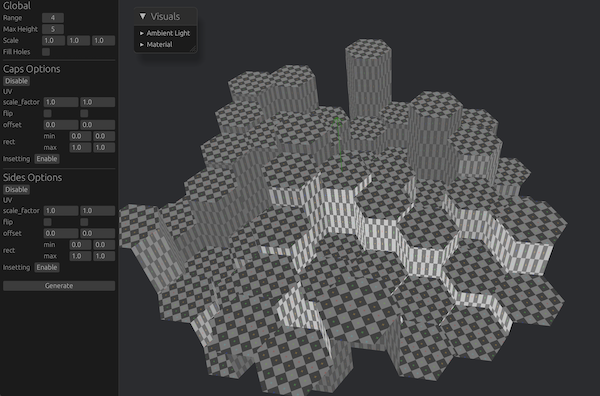 Global
Range 4
Max Height 5
Scale 1.0 1.0 1.0
Fill Holes
Caps Options
Disable
UV
scale_factor 1.0 1.0
flip
offset 0.0 0.0
rect min 0.0 0.0
max 1.0 1.0
Insetting Enable
Sides Options
Disable
UV
scale_factor 1.0 1.0
flip
offset 0.0 0.0
rect min 0.0 0.0
max 1.0 1.0
Insetting Enable
Generate
Visuals
Ambient Light
Material